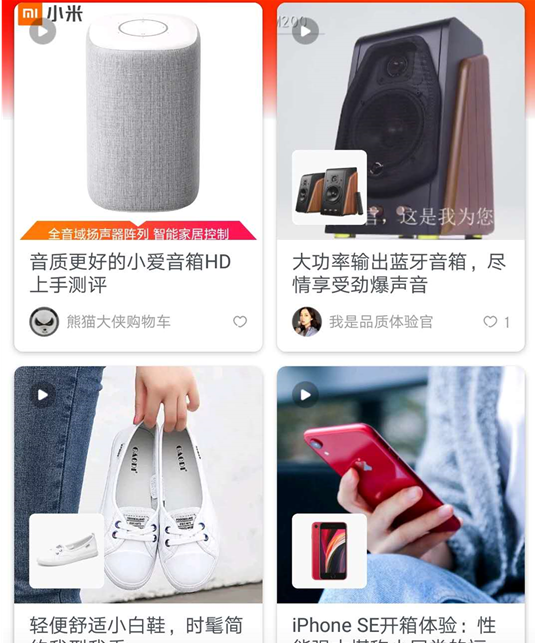 小米
M200
全音域扬声器阵列 智能家居控制
音，这是我为您
音质更好的小爱音箱HD
上手测评
大功率输出蓝牙音箱，尽
情享受劲爆声音
熊猫大侠购物车
我是品质体验官
1
轻便舒适小白鞋，时髦简
iPhone SE开箱体验：性